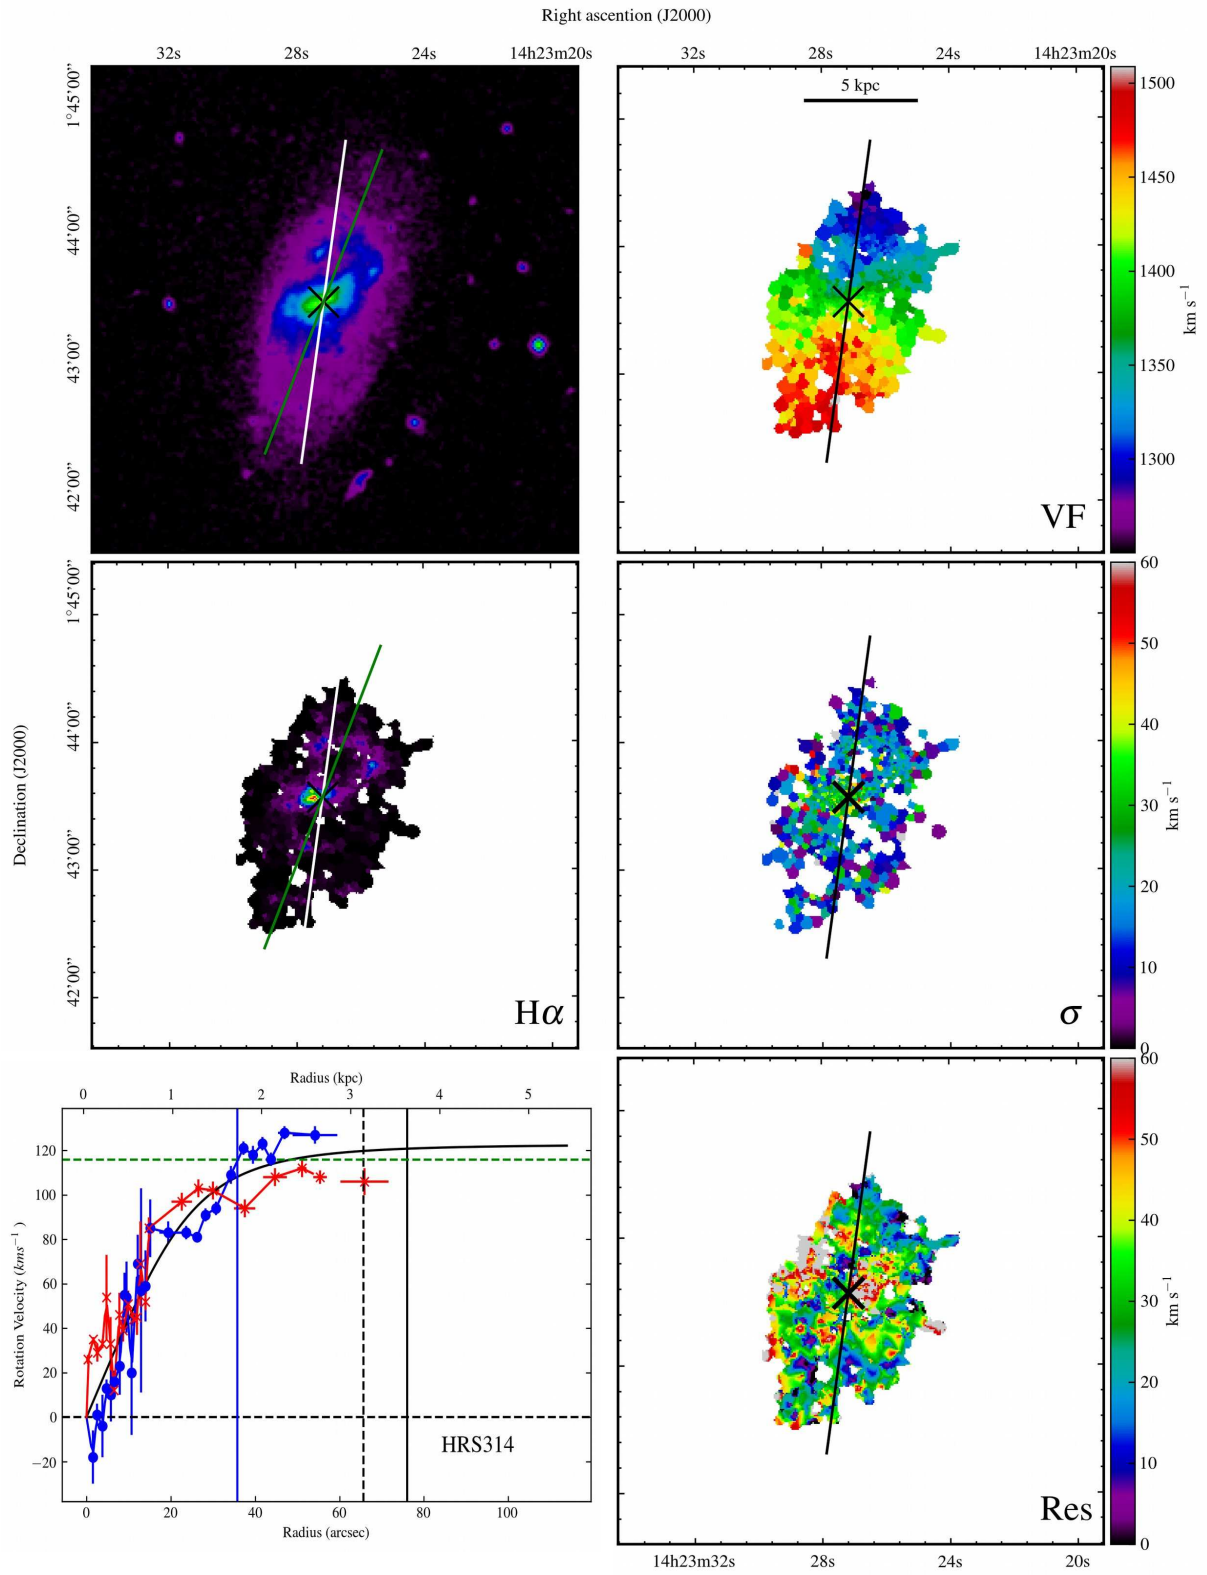 Right ascention (J2000)
32s 28s 24s 14h23m20s
32s 28s 24s 14h23m20s
1°45'00"
44'00"
43'00"
42'00"
5 kpc
VF
1500
1450
1400
1350
1300
km s⁻¹
Declination (J2000)
1°45'00"
44'00"
43'00"
42'00"
Hα
σ
60
50
40
30
20
10
0
km s⁻¹
Radius (kpc)
0 1 2 3 4 5
Rotation Velocity (kms⁻¹)
120
100
80
60
40
20
0
−20
HRS314
0 20 40 60 80 100
Radius (arcsec)
Res
60
50
40
30
20
10
0
km s⁻¹
14h23m32s 28s 24s 20s